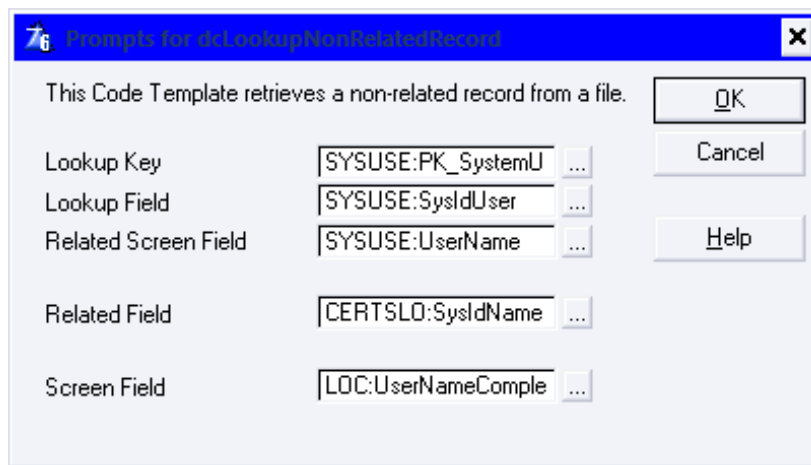 Prompts for dcLookupNonRelatedRecord
This Code Template retrieves a non-related record from a file.
OK
Cancel
Lookup Key SYSUSE:PK_SystemU ...
Lookup Field SYSUSE:SysIdUser ...
Related Screen Field SYSUSE:UserName ...
Help
Related Field CERTSLO:SysIdName ...
Screen Field LOC:UserNameComple ...